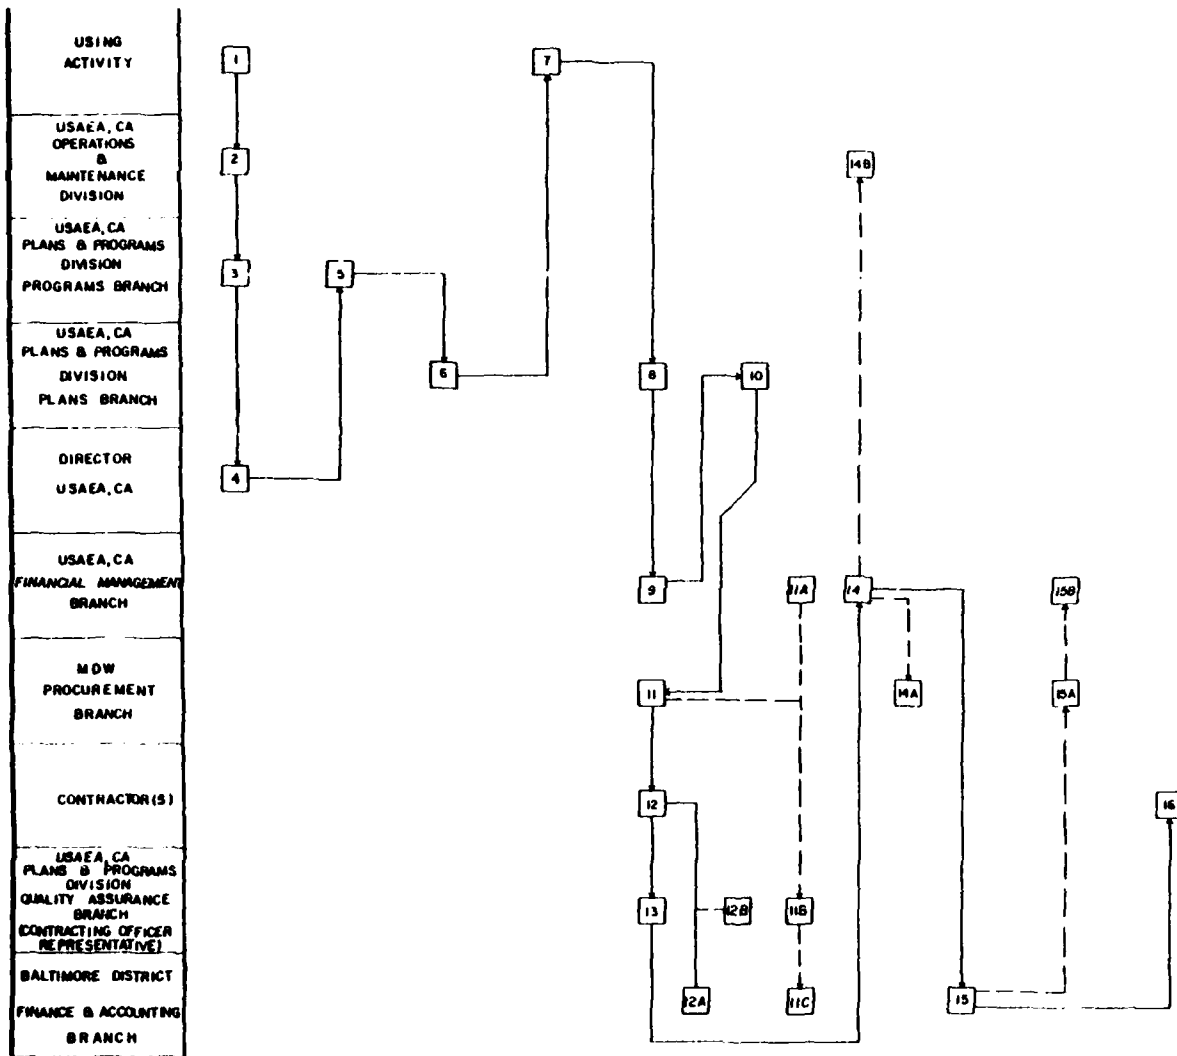 USING
ACTIVITY
USAEA, CA
OPERATIONS
&
MAINTENANCE
DIVISION
USAEA, CA
PLANS & PROGRAMS
DIVISION
PROGRAMS BRANCH
USAEA, CA
PLANS & PROGRAMS
DIVISION
PLANS BRANCH
DIRECTOR
USAEA, CA
USAEA, CA
FINANCIAL MANAGEMENT
BRANCH
MDW
PROCUREMENT
BRANCH
CONTRACTOR(S)
USAEA, CA
PLANS & PROGRAMS
DIVISION
QUALITY ASSURANCE
BRANCH
(CONTRACTING OFFICER
REPRESENTATIVE)
BALTIMORE DISTRICT
FINANCE & ACCOUNTING
BRANCH
1
7
2
14B
3
5
6
8
10
4
9
11A
14
15B
11
14A
15A
12
16
13
12B
11B
12A
11C
15